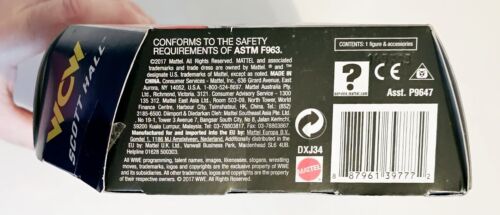 WCW
SCOTT HALL
CONFORMS TO THE SAFETY
REQUIREMENTS OF ASTM F963.
©2017 Mattel. All Rights Reserved. MATTEL and associated
trademarks and trade dress are owned by Mattel ® and ™
designate U.S. trademarks of Mattel, except as noted. MADE IN
CHINA. Consumer Services - Mattel, Inc., 636 Girard Avenue, East
Aurora, NY 14052. 1-800-524-8697. Mattel Australia Pty.
Ltd., Richmond, Victoria. 3121. Consumer Advisory Service - 1300
135 312. Mattel East Asia Ltd., Room 503-09, North Tower, World
Finance Centre, Harbour City, Tsimshatsui, HK, China. Tel.: (852)
3185-6500. Diimport & Diedarkan Oleh: Mattel Southeast Asia Pte. Ltd.
No 19-1, Tower 3 Avenue 7, Bangsar South City, No 8, Jalan Kerinchi,
59200 Kuala Lumpur, Malaysia. Tel: 03-78803817, Fax: 03-78803867.
Manufactured for and imported into the EU by: Mattel Europa B.V.,
Gondel 1, 1186 MJ Amstelveen, Nederland. Additionally distributed
by: Mattel U.K. Ltd, Vanwall Business Park, Maidenhead SL6 4UB.
Helpline 01628 500303.
All WWE programming, talent names, images, likenesses, slogans, wrestling
moves, trademarks, logos and copyrights are the exclusive property
of WWE and its subsidiaries. All other trademarks, logos and copyrights are the property
of their respective owners. © 2017 WWE. All Rights Reserved.
CONTENTS: 1 figure & accessories
?
CE
Asst. P9647
DXJ34
MATTEL
8 87961 39777 2